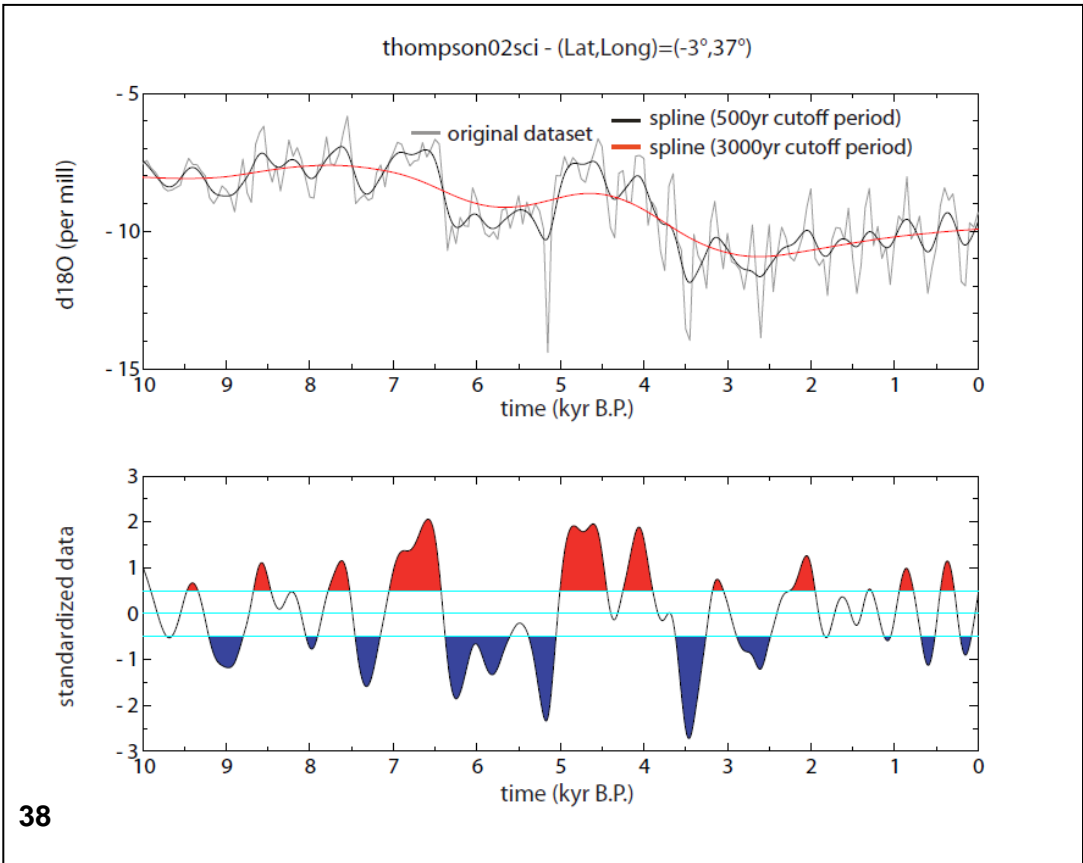 thompson02sci - (Lat,Long)=(-3°,37°)
- 5
- 10
- 15
d18O (per mill)
original dataset
spline (500yr cutoff period)
spline (3000yr cutoff period)
10 9 8 7 6 5 4 3 2 1 0
time (kyr B.P.)
3
2
1
0
- 1
- 2
- 3
standardized data
10 9 8 7 6 5 4 3 2 1 0
time (kyr B.P.)
38